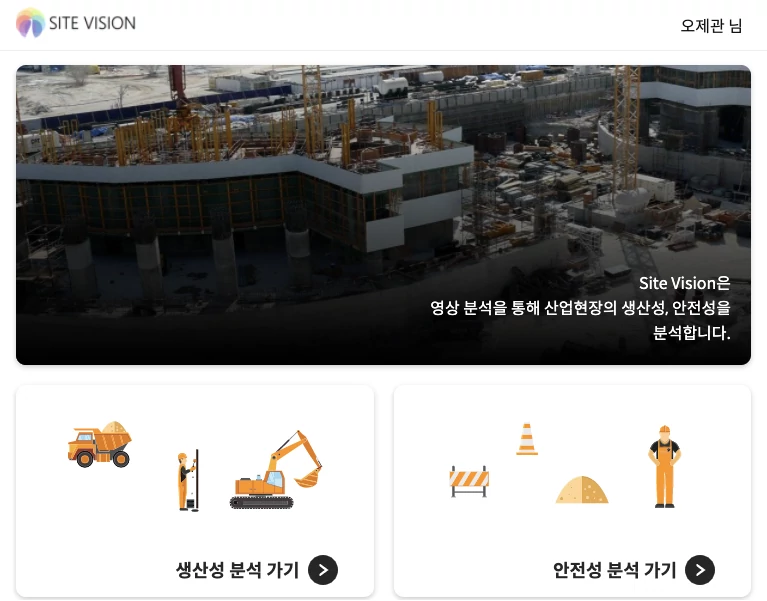 SITE VISION
오제관 님
Site Vision은
영상 분석을 통해 산업현장의 생산성, 안전성을
분석합니다.
생산성 분석 가기
안전성 분석 가기